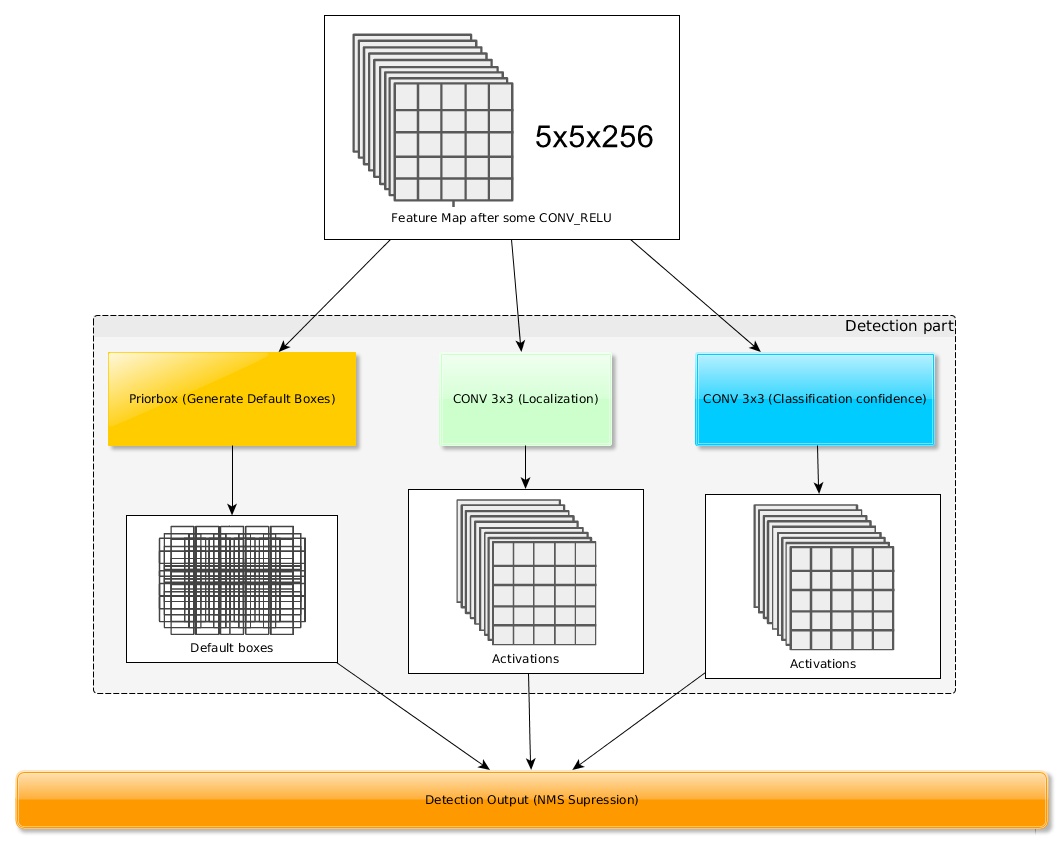 5x5x256
Feature Map after some CONV_RELU
Detection part
Priorbox (Generate Default Boxes)
CONV 3x3 (Localization)
CONV 3x3 (Classification confidence)
Default boxes
Activations
Activations
Detection Output (NMS Supression)